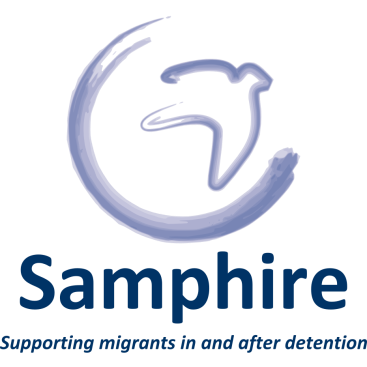 Samphire
Supporting migrants in and after detention